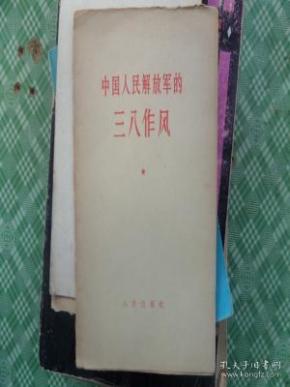 中国人民解放军的
三八作风
人民出版社
孔夫子旧书网